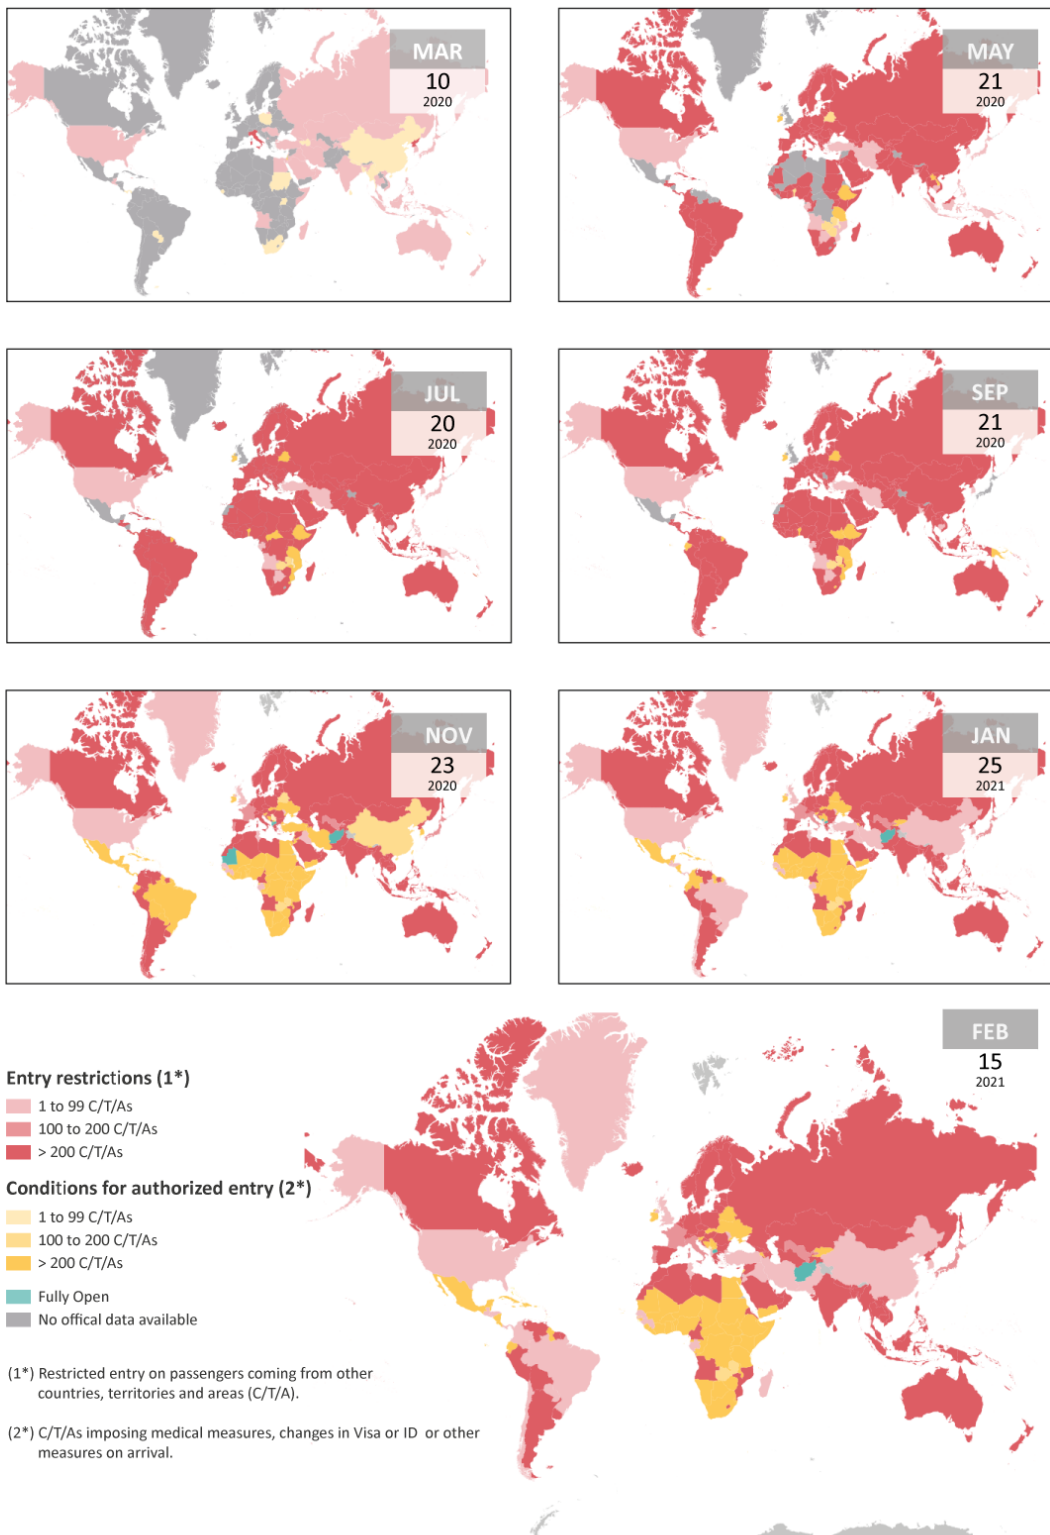 MAR
10
2020
MAY
21
2020
JUL
20
2020
SEP
21
2020
NOV
23
2020
JAN
25
2021
FEB
15
2021
Entry restrictions (1*)
1 to 99 C/T/As
100 to 200 C/T/As
> 200 C/T/As
Conditions for authorized entry (2*)
1 to 99 C/T/As
100 to 200 C/T/As
> 200 C/T/As
Fully Open
No offical data available
(1*) Restricted entry on passengers coming from other
countries, territories and areas (C/T/A).
(2*) C/T/As imposing medical measures, changes in Visa or ID or other
measures on arrival.